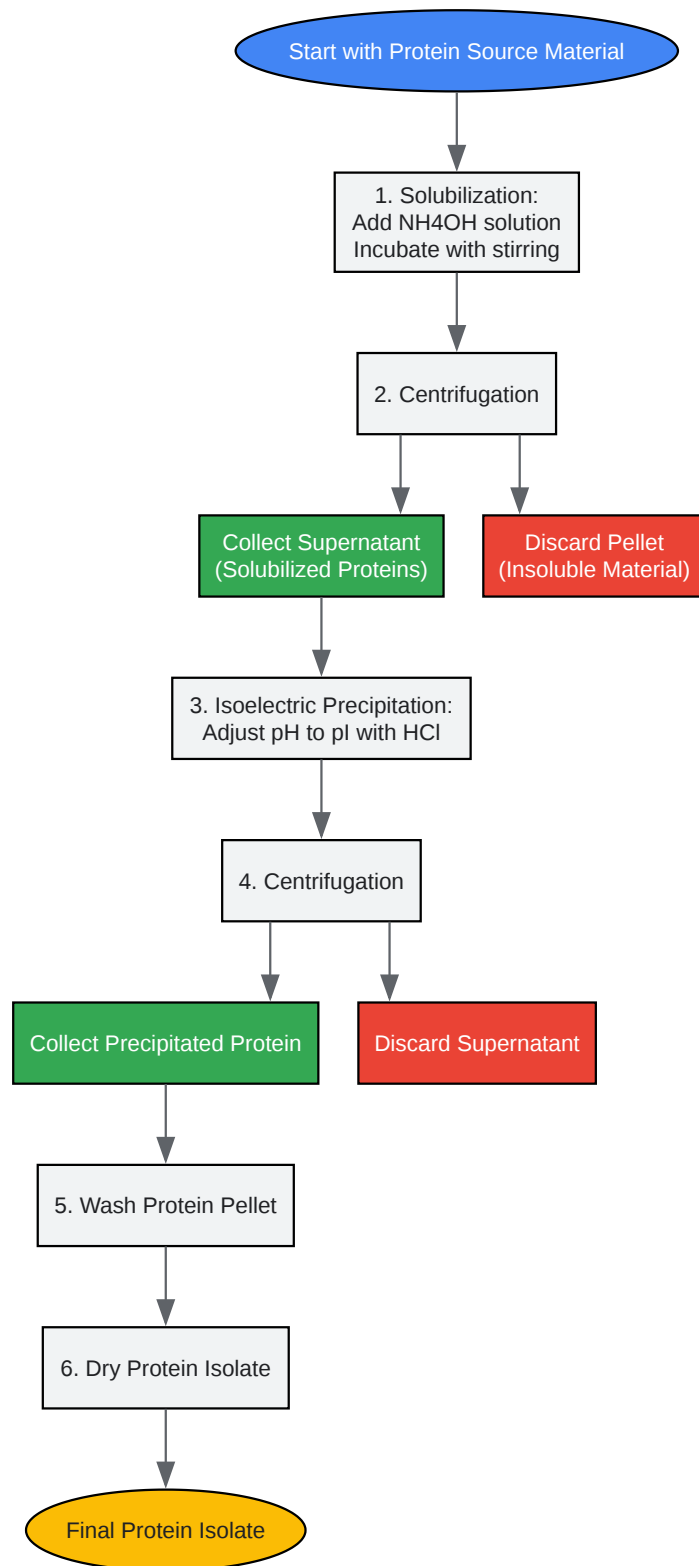 Start with Protein Source Material
1. Solubilization:
Add NH4OH solution
Incubate with stirring
2. Centrifugation
Collect Supernatant
(Solubilized Proteins)
Discard Pellet
(Insoluble Material)
3. Isoelectric Precipitation:
Adjust pH to pI with HCl
4. Centrifugation
Collect Precipitated Protein
Discard Supernatant
5. Wash Protein Pellet
6. Dry Protein Isolate
Final Protein Isolate